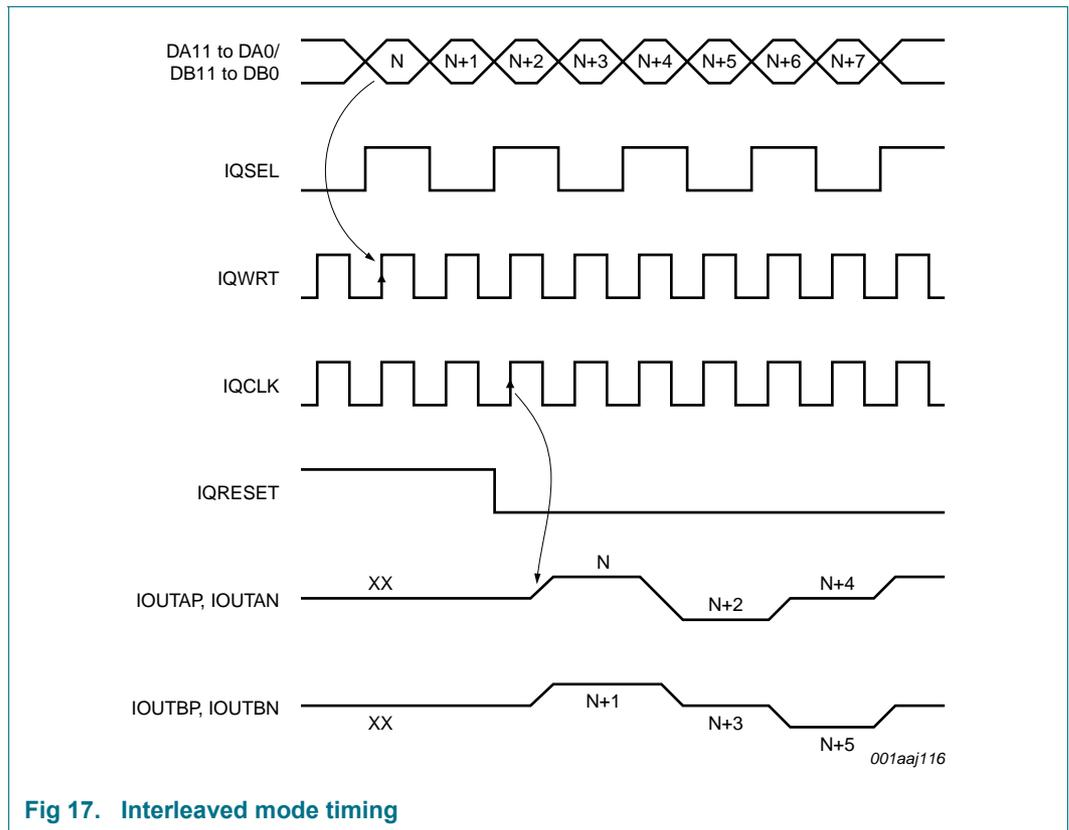 DA11 to DA0/
DB11 to DB0
N
N+1
N+2
N+3
N+4
N+5
N+6
N+7
IQSEL
IQWRT
IQCLK
IQRESET
IOUTAP, IOUTAN
XX
N
N+2
N+4
IOUTBP, IOUTBN
XX
N+1
N+3
N+5
001aaj116
Fig 17. Interleaved mode timing